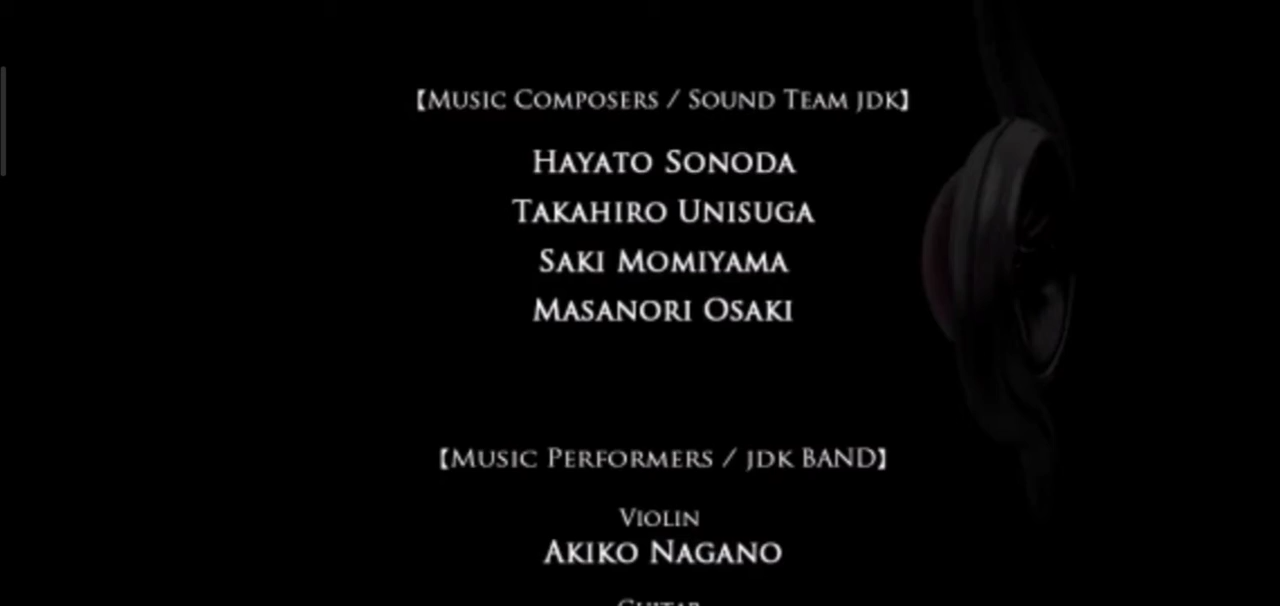 【Music Composers / Sound Team jdk】
Hayato Sonoda
Takahiro Unisuga
Saki Momiyama
Masanori Osaki
【Music Performers / jdk BAND】
Violin
Akiko Nagano
Guitar